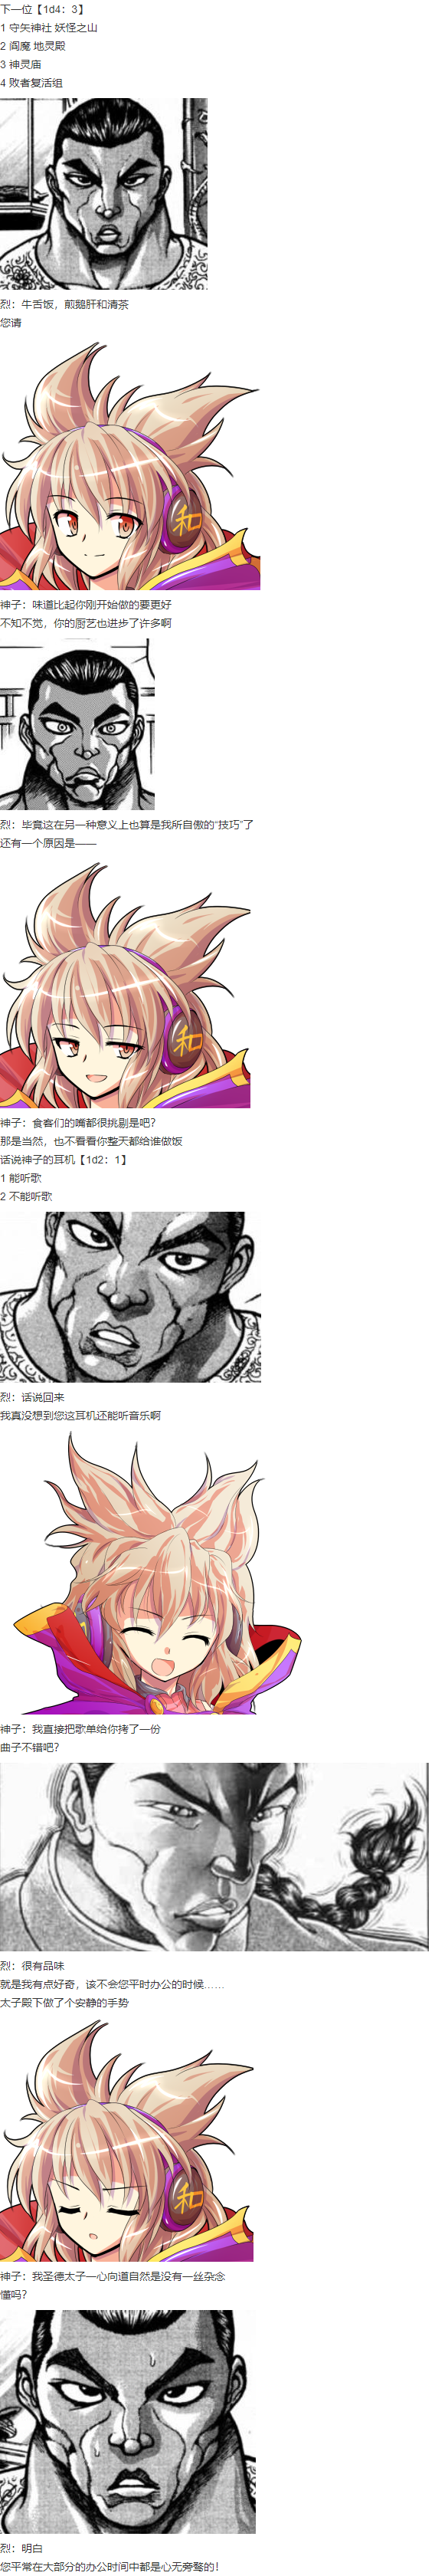 下一位【1d4：3】
1 守矢神社 妖怪之山
2 阎魔 地灵殿
3 神灵庙
4 败者复活组
烈：牛舌饭，煎鹅肝和清茶
您请
和
神子：味道比起你刚开始做的要更好
不知不觉，你的厨艺也进步了许多啊
烈：毕竟这在另一种意义上也算是我所自傲的“技巧”了
还有一个原因是——
和
神子：食客们的嘴都很挑剔是吧？
那是当然，也不看看你整天都给谁做饭
话说神子的耳机【1d2：1】
1 能听歌
2 不能听歌
烈：话说回来
我真没想到您这耳机还能听音乐啊
神子：我直接把歌单给你拷了一份
曲子不错吧？
烈：很有品味
就是我有点好奇，该不会您平时办公的时候……
太子殿下做了个安静的手势
和
神子：我圣德太子一心向道自然是没有一丝杂念
懂吗？
烈：明白
您平常在大部分的办公时间中都是心无旁骛的！